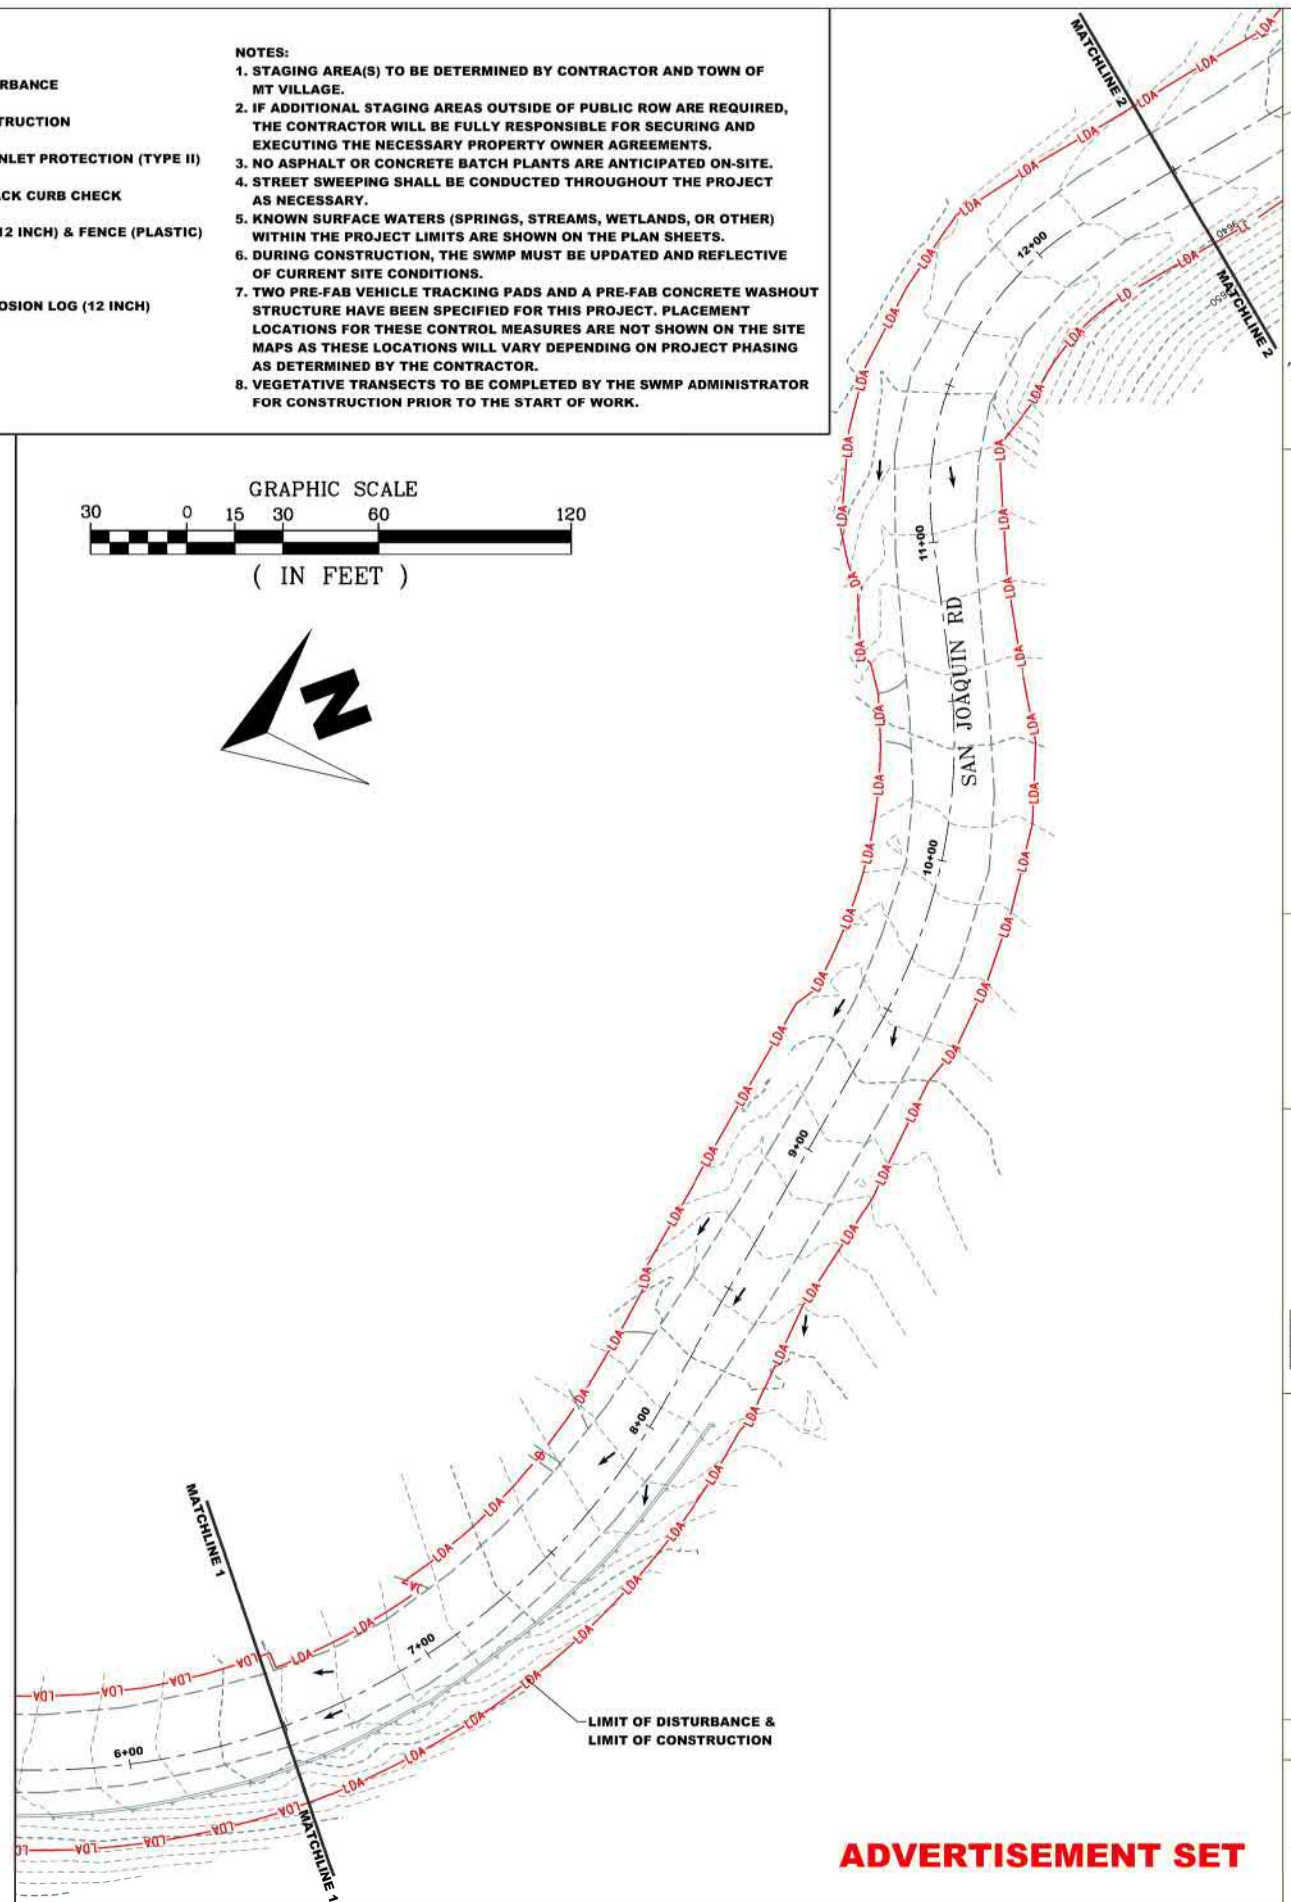 RBANCE
TRUCTION
NLET PROTECTION (TYPE II)
ACK CURB CHECK
12 INCH) & FENCE (PLASTIC)
OSION LOG (12 INCH)
NOTES:
1. STAGING AREA(S) TO BE DETERMINED BY CONTRACTOR AND TOWN OF
MT VILLAGE.
2. IF ADDITIONAL STAGING AREAS OUTSIDE OF PUBLIC ROW ARE REQUIRED,
THE CONTRACTOR WILL BE FULLY RESPONSIBLE FOR SECURING AND
EXECUTING THE NECESSARY PROPERTY OWNER AGREEMENTS.
3. NO ASPHALT OR CONCRETE BATCH PLANTS ARE ANTICIPATED ON-SITE.
4. STREET SWEEPING SHALL BE CONDUCTED THROUGHOUT THE PROJECT
AS NECESSARY.
5. KNOWN SURFACE WATERS (SPRINGS, STREAMS, WETLANDS, OR OTHER)
WITHIN THE PROJECT LIMITS ARE SHOWN ON THE PLAN SHEETS.
6. DURING CONSTRUCTION, THE SWMP MUST BE UPDATED AND REFLECTIVE
OF CURRENT SITE CONDITIONS.
7. TWO PRE-FAB VEHICLE TRACKING PADS AND A PRE-FAB CONCRETE WASHOUT
STRUCTURE HAVE BEEN SPECIFIED FOR THIS PROJECT. PLACEMENT
LOCATIONS FOR THESE CONTROL MEASURES ARE NOT SHOWN ON THE SITE
MAPS AS THESE LOCATIONS WILL VARY DEPENDING ON PROJECT PHASING
AS DETERMINED BY THE CONTRACTOR.
8. VEGETATIVE TRANSECTS TO BE COMPLETED BY THE SWMP ADMINISTRATOR
FOR CONSTRUCTION PRIOR TO THE START OF WORK.
GRAPHIC SCALE
30 0 15 30 60 120
( IN FEET )
N
MATCHLINE 2
LDA
9640
9650
MATCHLINE 2
12+00
11+00
SAN JOAQUIN RD
10+00
9+00
8+00
7+00
6+00
MATCHLINE 1
MATCHLINE 1
LIMIT OF DISTURBANCE &
LIMIT OF CONSTRUCTION
ADVERTISEMENT SET